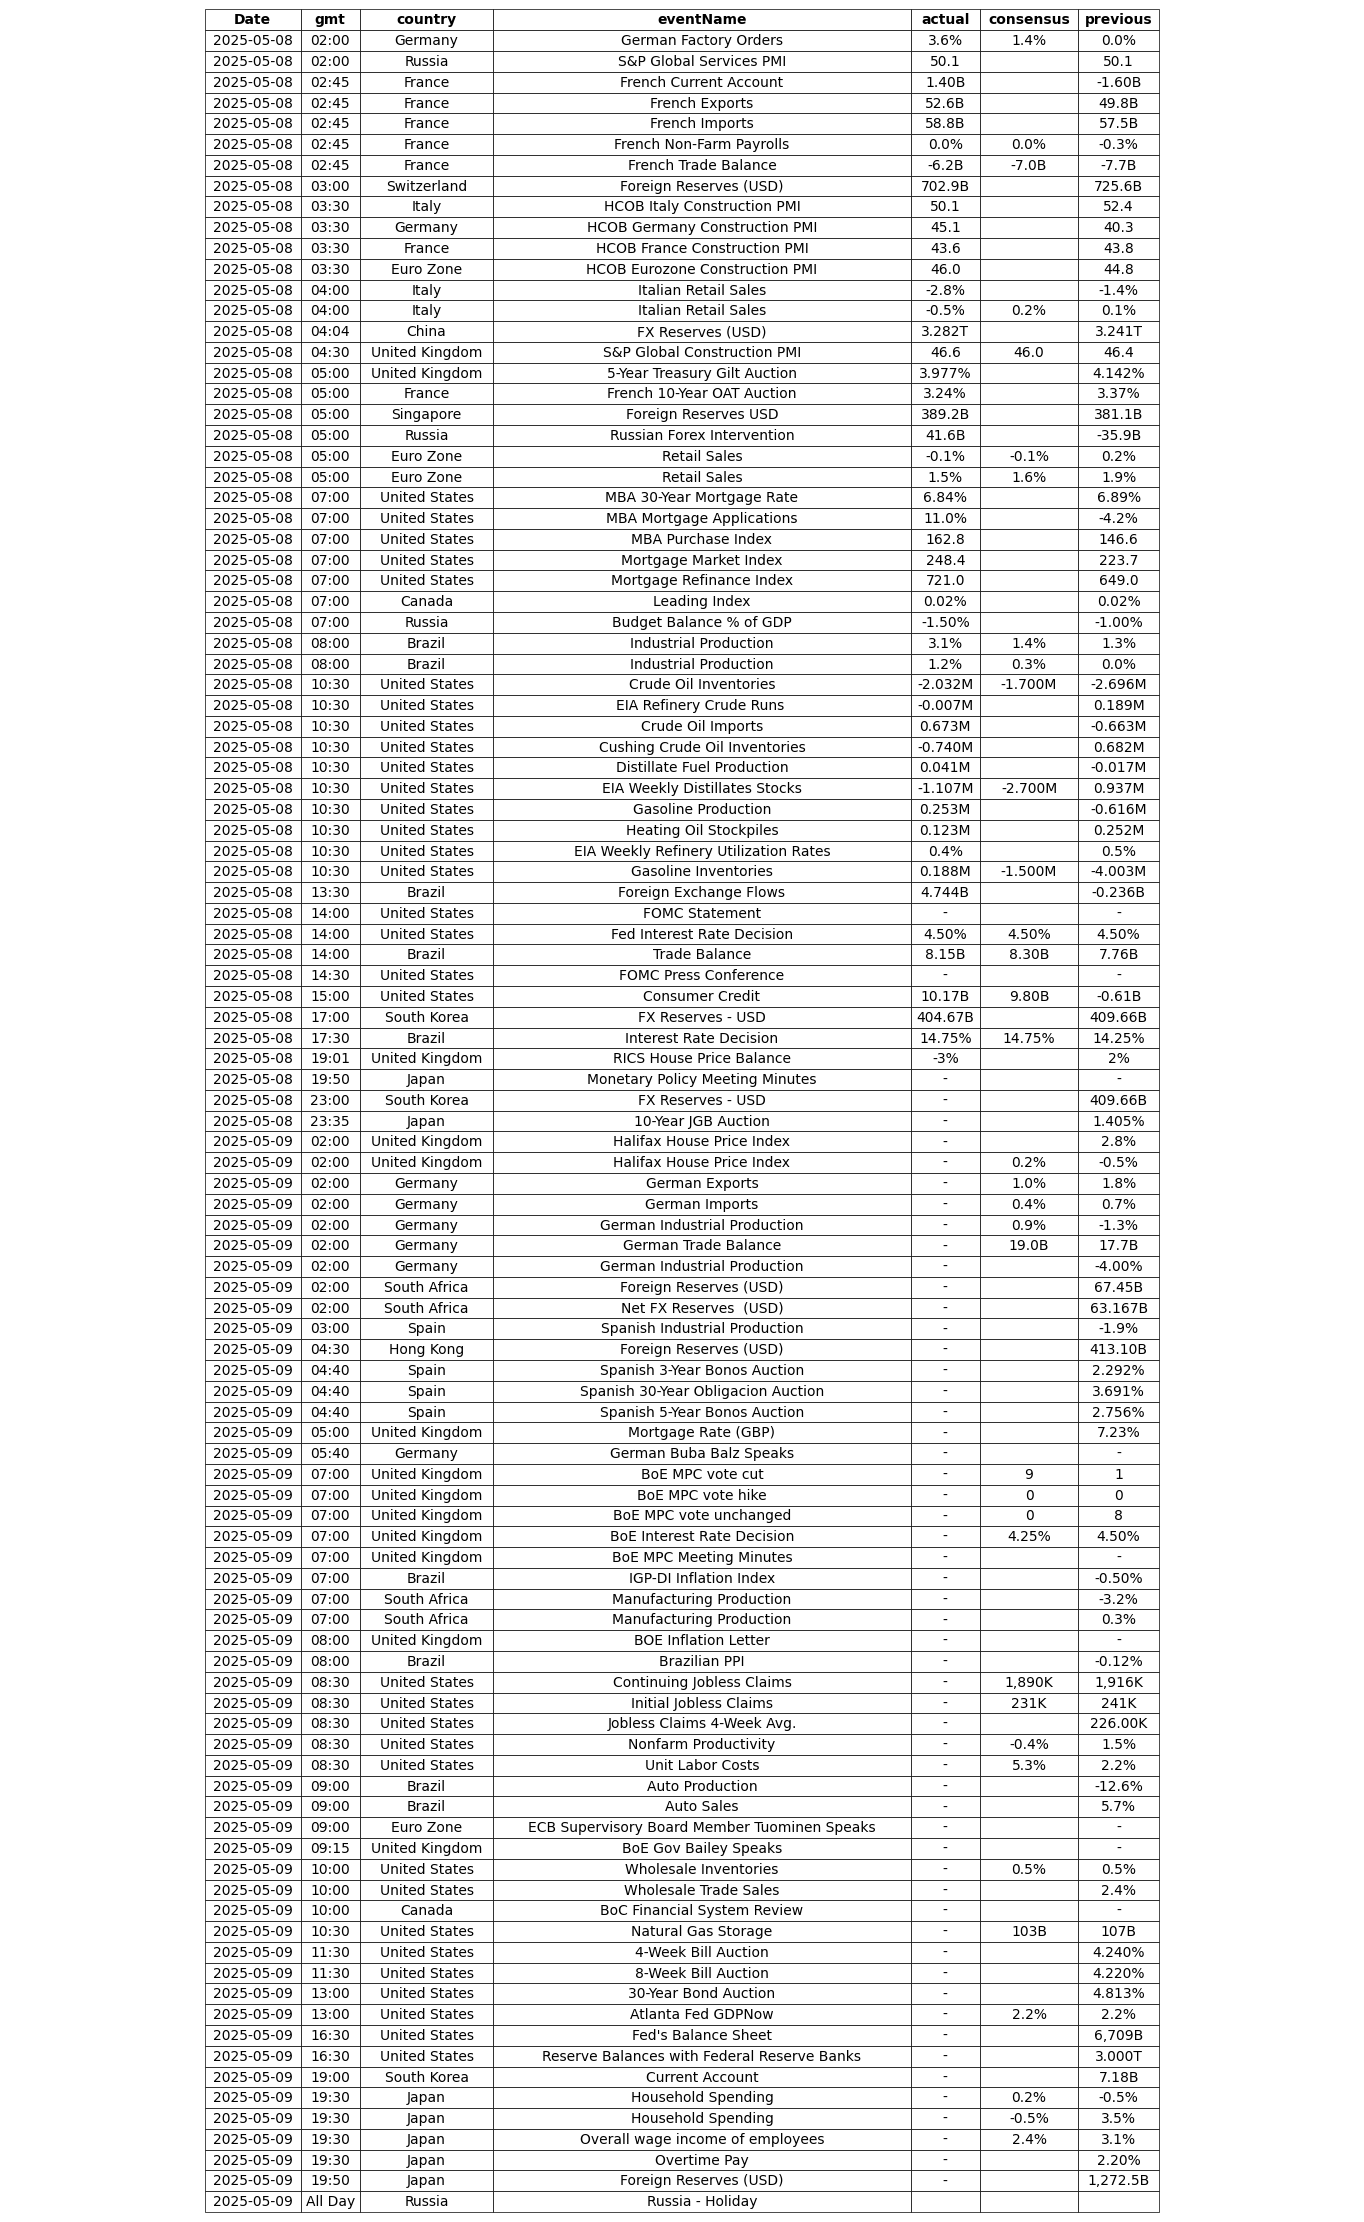 Date gmt country eventName actual consensus previous
2025-05-08 02:00 Germany German Factory Orders 3.6% 1.4% 0.0%
2025-05-08 02:00 Russia S&P Global Services PMI 50.1 50.1
2025-05-08 02:45 France French Current Account 1.40B -1.60B
2025-05-08 02:45 France French Exports 52.6B 49.8B
2025-05-08 02:45 France French Imports 58.8B 57.5B
2025-05-08 02:45 France French Non-Farm Payrolls 0.0% 0.0% -0.3%
2025-05-08 02:45 France French Trade Balance -6.2B -7.0B -7.7B
2025-05-08 03:00 Switzerland Foreign Reserves (USD) 702.9B 725.6B
2025-05-08 03:30 Italy HCOB Italy Construction PMI 50.1 52.4
2025-05-08 03:30 Germany HCOB Germany Construction PMI 45.1 40.3
2025-05-08 03:30 France HCOB France Construction PMI 43.6 43.8
2025-05-08 03:30 Euro Zone HCOB Eurozone Construction PMI 46.0 44.8
2025-05-08 04:00 Italy Italian Retail Sales -2.8% -1.4%
2025-05-08 04:00 Italy Italian Retail Sales -0.5% 0.2% 0.1%
2025-05-08 04:04 China FX Reserves (USD) 3.282T 3.241T
2025-05-08 04:30 United Kingdom S&P Global Construction PMI 46.6 46.0 46.4
2025-05-08 05:00 United Kingdom 5-Year Treasury Gilt Auction 3.977% 4.142%
2025-05-08 05:00 France French 10-Year OAT Auction 3.24% 3.37%
2025-05-08 05:00 Singapore Foreign Reserves USD 389.2B 381.1B
2025-05-08 05:00 Russia Russian Forex Intervention 41.6B -35.9B
2025-05-08 05:00 Euro Zone Retail Sales -0.1% -0.1% 0.2%
2025-05-08 05:00 Euro Zone Retail Sales 1.5% 1.6% 1.9%
2025-05-08 07:00 United States MBA 30-Year Mortgage Rate 6.84% 6.89%
2025-05-08 07:00 United States MBA Mortgage Applications 11.0% -4.2%
2025-05-08 07:00 United States MBA Purchase Index 162.8 146.6
2025-05-08 07:00 United States Mortgage Market Index 248.4 223.7
2025-05-08 07:00 United States Mortgage Refinance Index 721.0 649.0
2025-05-08 07:00 Canada Leading Index 0.02% 0.02%
2025-05-08 07:00 Russia Budget Balance % of GDP -1.50% -1.00%
2025-05-08 08:00 Brazil Industrial Production 3.1% 1.4% 1.3%
2025-05-08 08:00 Brazil Industrial Production 1.2% 0.3% 0.0%
2025-05-08 10:30 United States Crude Oil Inventories -2.032M -1.700M -2.696M
2025-05-08 10:30 United States EIA Refinery Crude Runs -0.007M 0.189M
2025-05-08 10:30 United States Crude Oil Imports 0.673M -0.663M
2025-05-08 10:30 United States Cushing Crude Oil Inventories -0.740M 0.682M
2025-05-08 10:30 United States Distillate Fuel Production 0.041M -0.017M
2025-05-08 10:30 United States EIA Weekly Distillates Stocks -1.107M -2.700M 0.937M
2025-05-08 10:30 United States Gasoline Production 0.253M -0.616M
2025-05-08 10:30 United States Heating Oil Stockpiles 0.123M 0.252M
2025-05-08 10:30 United States EIA Weekly Refinery Utilization Rates 0.4% 0.5%
2025-05-08 10:30 United States Gasoline Inventories 0.188M -1.500M -4.003M
2025-05-08 13:30 Brazil Foreign Exchange Flows 4.744B -0.236B
2025-05-08 14:00 United States FOMC Statement - -
2025-05-08 14:00 United States Fed Interest Rate Decision 4.50% 4.50% 4.50%
2025-05-08 14:00 Brazil Trade Balance 8.15B 8.30B 7.76B
2025-05-08 14:30 United States FOMC Press Conference - -
2025-05-08 15:00 United States Consumer Credit 10.17B 9.80B -0.61B
2025-05-08 17:00 South Korea FX Reserves - USD 404.67B 409.66B
2025-05-08 17:30 Brazil Interest Rate Decision 14.75% 14.75% 14.25%
2025-05-08 19:01 United Kingdom RICS House Price Balance -3% 2%
2025-05-08 19:50 Japan Monetary Policy Meeting Minutes - -
2025-05-08 23:00 South Korea FX Reserves - USD - 409.66B
2025-05-08 23:35 Japan 10-Year JGB Auction - 1.405%
2025-05-09 02:00 United Kingdom Halifax House Price Index - 2.8%
2025-05-09 02:00 United Kingdom Halifax House Price Index - 0.2% -0.5%
2025-05-09 02:00 Germany German Exports - 1.0% 1.8%
2025-05-09 02:00 Germany German Imports - 0.4% 0.7%
2025-05-09 02:00 Germany German Industrial Production - 0.9% -1.3%
2025-05-09 02:00 Germany German Trade Balance - 19.0B 17.7B
2025-05-09 02:00 Germany German Industrial Production - -4.00%
2025-05-09 02:00 South Africa Foreign Reserves (USD) - 67.45B
2025-05-09 02:00 South Africa Net FX Reserves (USD) - 63.167B
2025-05-09 03:00 Spain Spanish Industrial Production - -1.9%
2025-05-09 04:30 Hong Kong Foreign Reserves (USD) - 413.10B
2025-05-09 04:40 Spain Spanish 3-Year Bonos Auction - 2.292%
2025-05-09 04:40 Spain Spanish 30-Year Obligacion Auction - 3.691%
2025-05-09 04:40 Spain Spanish 5-Year Bonos Auction - 2.756%
2025-05-09 05:00 United Kingdom Mortgage Rate (GBP) - 7.23%
2025-05-09 05:40 Germany German Buba Balz Speaks - -
2025-05-09 07:00 United Kingdom BoE MPC vote cut - 9 1
2025-05-09 07:00 United Kingdom BoE MPC vote hike - 0 0
2025-05-09 07:00 United Kingdom BoE MPC vote unchanged - 0 8
2025-05-09 07:00 United Kingdom BoE Interest Rate Decision - 4.25% 4.50%
2025-05-09 07:00 United Kingdom BoE MPC Meeting Minutes - -
2025-05-09 07:00 Brazil IGP-DI Inflation Index - -0.50%
2025-05-09 07:00 South Africa Manufacturing Production - -3.2%
2025-05-09 07:00 South Africa Manufacturing Production - 0.3%
2025-05-09 08:00 United Kingdom BOE Inflation Letter - -
2025-05-09 08:00 Brazil Brazilian PPI - -0.12%
2025-05-09 08:30 United States Continuing Jobless Claims - 1,890K 1,916K
2025-05-09 08:30 United States Initial Jobless Claims - 231K 241K
2025-05-09 08:30 United States Jobless Claims 4-Week Avg. - 226.00K
2025-05-09 08:30 United States Nonfarm Productivity - -0.4% 1.5%
2025-05-09 08:30 United States Unit Labor Costs - 5.3% 2.2%
2025-05-09 09:00 Brazil Auto Production - -12.6%
2025-05-09 09:00 Brazil Auto Sales - 5.7%
2025-05-09 09:00 Euro Zone ECB Supervisory Board Member Tuominen Speaks - -
2025-05-09 09:15 United Kingdom BoE Gov Bailey Speaks - -
2025-05-09 10:00 United States Wholesale Inventories - 0.5% 0.5%
2025-05-09 10:00 United States Wholesale Trade Sales - 2.4%
2025-05-09 10:00 Canada BoC Financial System Review - -
2025-05-09 10:30 United States Natural Gas Storage - 103B 107B
2025-05-09 11:30 United States 4-Week Bill Auction - 4.240%
2025-05-09 11:30 United States 8-Week Bill Auction - 4.220%
2025-05-09 13:00 United States 30-Year Bond Auction - 4.813%
2025-05-09 13:00 United States Atlanta Fed GDPNow - 2.2% 2.2%
2025-05-09 16:30 United States Fed's Balance Sheet - 6,709B
2025-05-09 16:30 United States Reserve Balances with Federal Reserve Banks - 3.000T
2025-05-09 19:00 South Korea Current Account - 7.18B
2025-05-09 19:30 Japan Household Spending - 0.2% -0.5%
2025-05-09 19:30 Japan Household Spending - -0.5% 3.5%
2025-05-09 19:30 Japan Overall wage income of employees - 2.4% 3.1%
2025-05-09 19:30 Japan Overtime Pay - 2.20%
2025-05-09 19:50 Japan Foreign Reserves (USD) - 1,272.5B
2025-05-09 All Day Russia Russia - Holiday